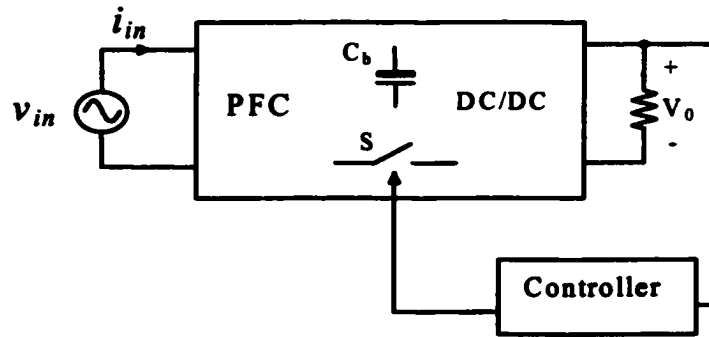 i_in
C_b
PFC
DC/DC
v_in
S
+
V_0
-
Controller